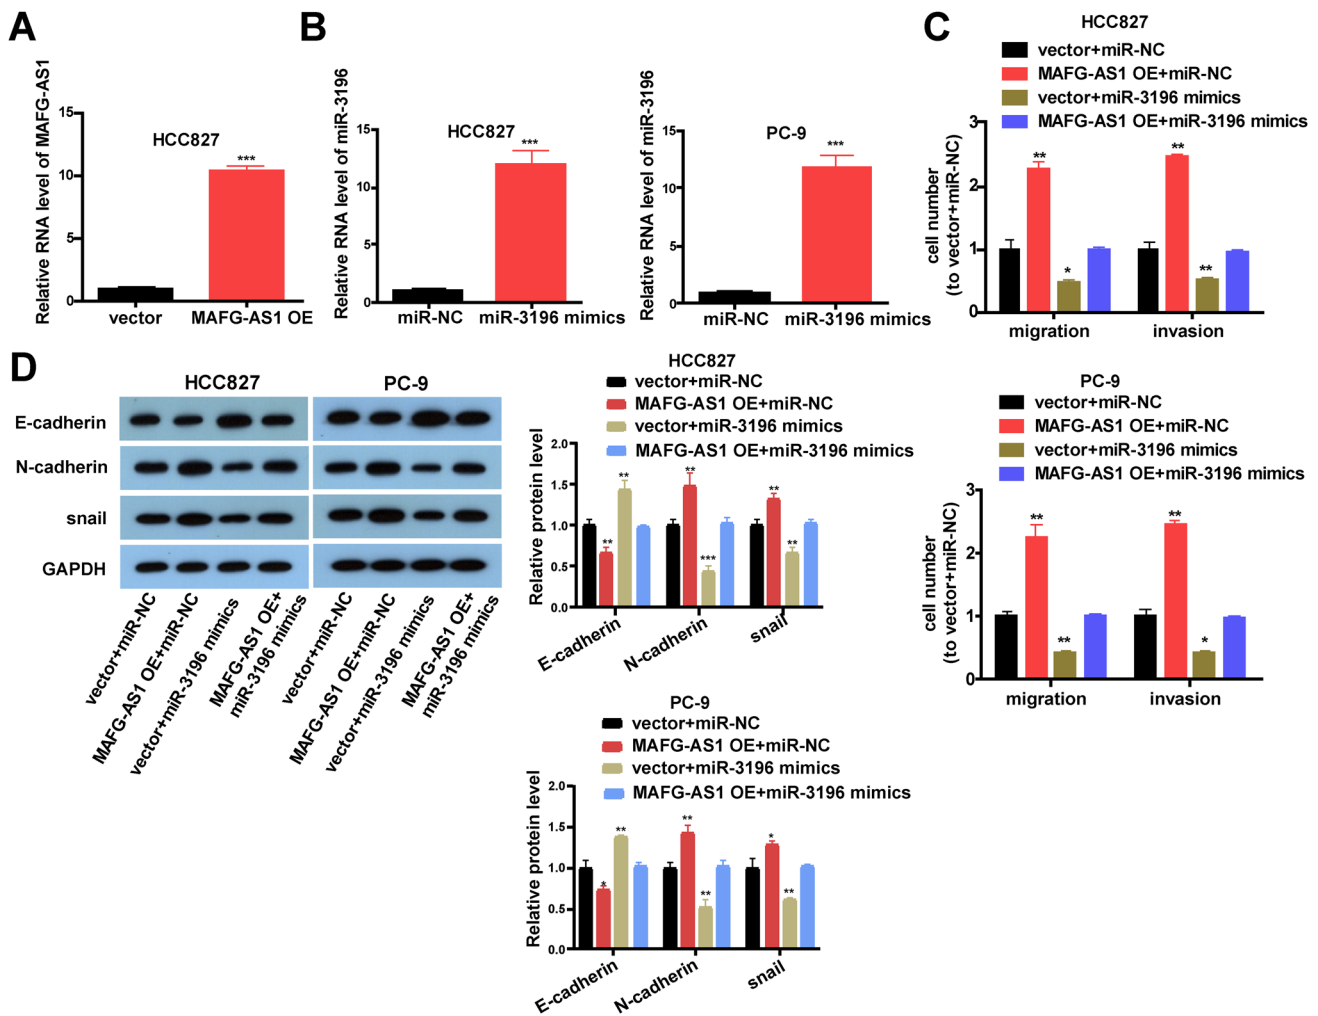 A
Relative RNA level of MAFG-AS1
15
10
5
0
HCC827
***
vector
MAFG-AS1 OE
B
Relative RNA level of miR-3196
15
10
5
0
HCC827
***
miR-NC
miR-3196 mimics
Relative RNA level of miR-3196
15
10
5
0
PC-9
***
miR-NC
miR-3196 mimics
C
HCC827
vector+miR-NC
MAFG-AS1 OE+miR-NC
vector+miR-3196 mimics
MAFG-AS1 OE+miR-3196 mimics
cell number
(to vector+miR-NC)
3
2
1
0
**
*
**
**
migration
invasion
PC-9
vector+miR-NC
MAFG-AS1 OE+miR-NC
vector+miR-3196 mimics
MAFG-AS1 OE+miR-3196 mimics
cell number
(to vector+miR-NC)
3
2
1
0
**
**
**
*
migration
invasion
D
HCC827
PC-9
E-cadherin
N-cadherin
snail
GAPDH
vector+miR-NC
MAFG-AS1 OE+miR-NC
vector+miR-3196 mimics
MAFG-AS1 OE+
miR-3196 mimics
vector+miR-NC
MAFG-AS1 OE+miR-NC
vector+miR-3196 mimics
MAFG-AS1 OE+
miR-3196 mimics
HCC827
vector+miR-NC
MAFG-AS1 OE+miR-NC
vector+miR-3196 mimics
MAFG-AS1 OE+miR-3196 mimics
Relative protein level
2.0
1.5
1.0
0.5
0.0
**
**
**
***
**
**
E-cadherin
N-cadherin
snail
PC-9
vector+miR-NC
MAFG-AS1 OE+miR-NC
vector+miR-3196 mimics
MAFG-AS1 OE+miR-3196 mimics
Relative protein level
2.0
1.5
1.0
0.5
0.0
*
**
**
**
*
**
E-cadherin
N-cadherin
snail